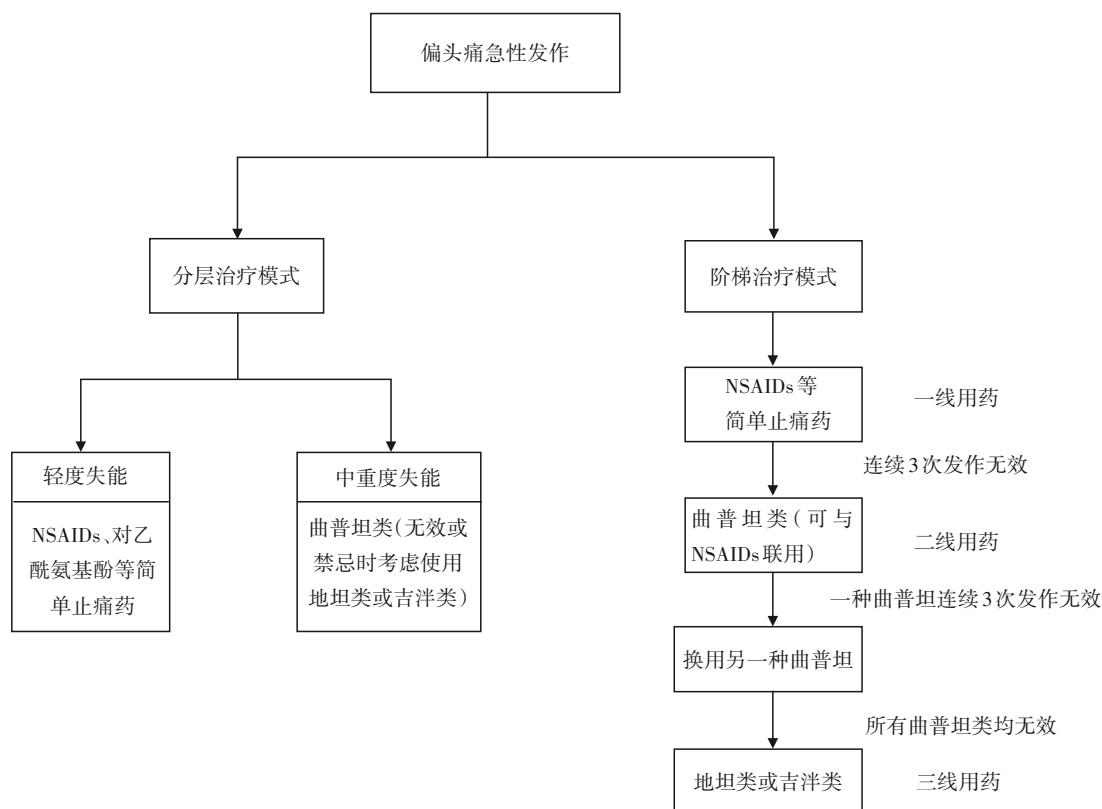 偏头痛急性发作
分层治疗模式
轻度失能
NSAIDs、对乙
酰氨基酚等简
单止痛药
中重度失能
曲普坦类(无效或
禁忌时考虑使用
地坦类或吉泮类)
阶梯治疗模式
NSAIDs等
简单止痛药
一线用药
连续3次发作无效
曲普坦类(可与
NSAIDs联用)
二线用药
一种曲普坦连续3次发作无效
换用另一种曲普坦
所有曲普坦类均无效
地坦类或吉泮类
三线用药